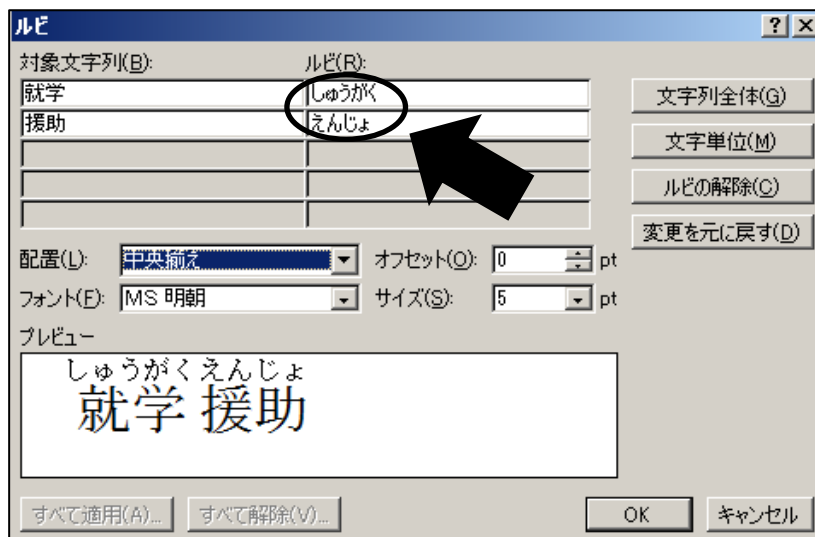 ルビ
対象文字列(B): ルビ(R):
就学 しゅうがく 文字列全体(G)
援助 えんじょ 文字単位(M)
ルビの解除(C)
変更を元に戻す(D)
配置(L): 中央揃え オフセット(O): 0 pt
フォント(F): MS 明朝 サイズ(S): 5 pt
プレビュー
しゅうがくえんじょ
就学 援助
すべて適用(A)... すべて解除(V)... OK キャンセル